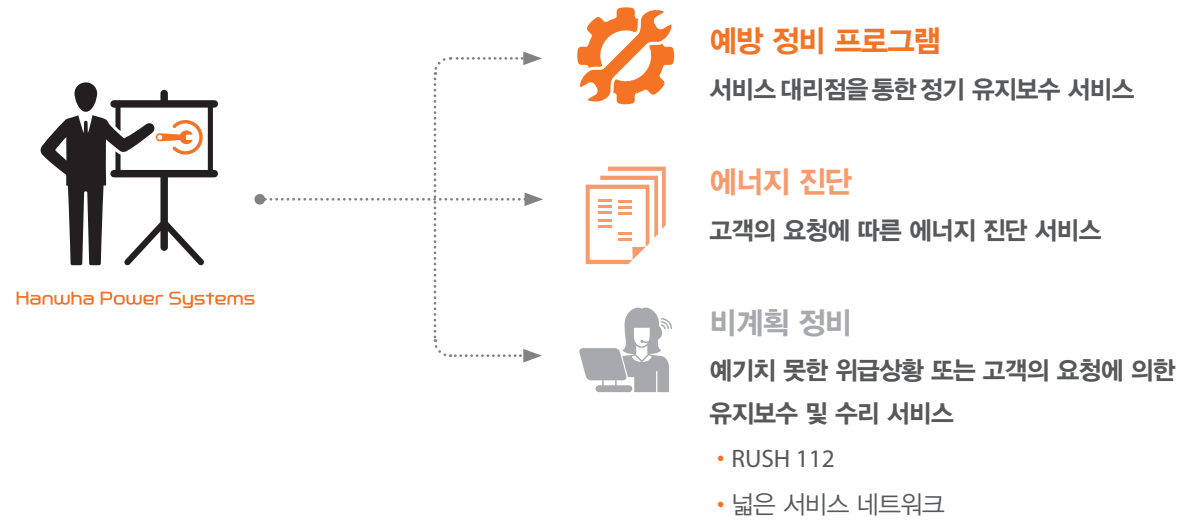 Hanwha Power Systems
예방 정비 프로그램
서비스 대리점을 통한 정기 유지보수 서비스
에너지 진단
고객의 요청에 따른 에너지 진단 서비스
비계획 정비
예기치 못한 위급상황 또는 고객의 요청에 의한
유지보수 및 수리 서비스
• RUSH 112
• 넓은 서비스 네트워크